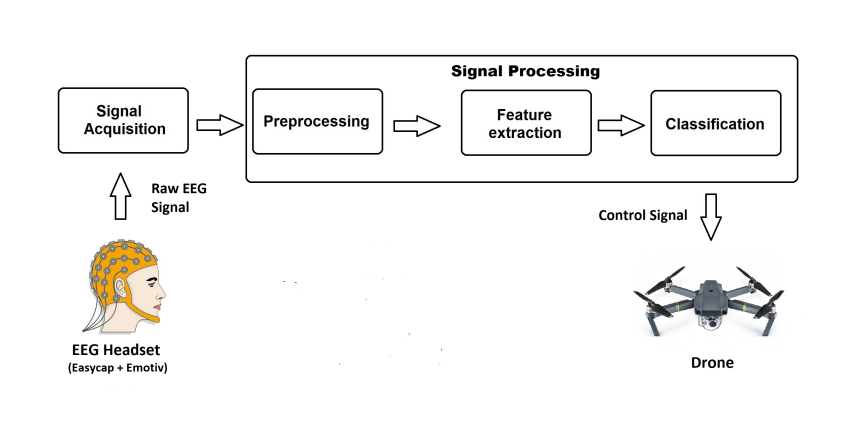 Signal Processing
Signal
Acquisition
Preprocessing
Feature
extraction
Classification
Raw EEG
Signal
Control Signal
EEG Headset
(Easycap + Emotiv)
Drone